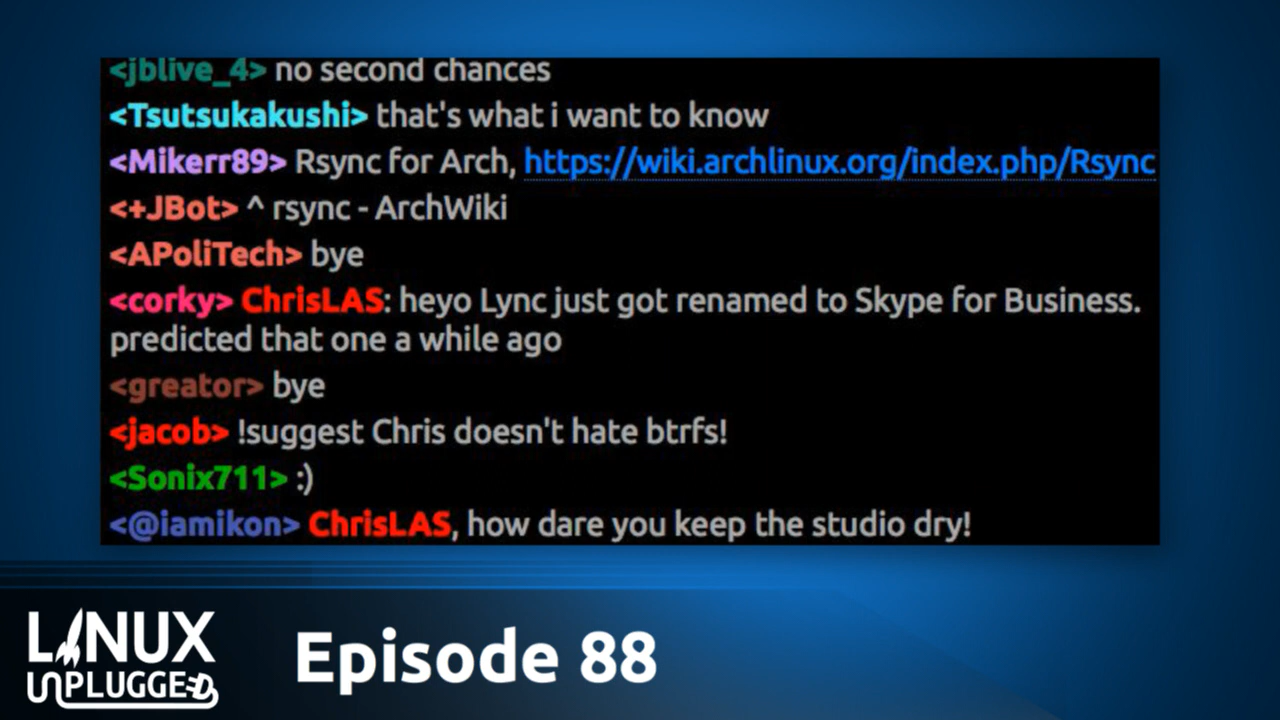 <jblive_4> no second chances
<Tsutsukakushi> that's what i want to know
<Mikerr89> Rsync for Arch, https://wiki.archlinux.org/index.php/Rsync
<+JBot> ^ rsync - ArchWiki
<APoliTech> bye
<corky> ChrisLAS: heyo Lync just got renamed to Skype for Business.
predicted that one a while ago
<greator> bye
<jacob> !suggest Chris doesn't hate btrfs!
<Sonix711> :)
<@iamikon> ChrisLAS, how dare you keep the studio dry!
LINUX
UNPLUGGED
Episode 88